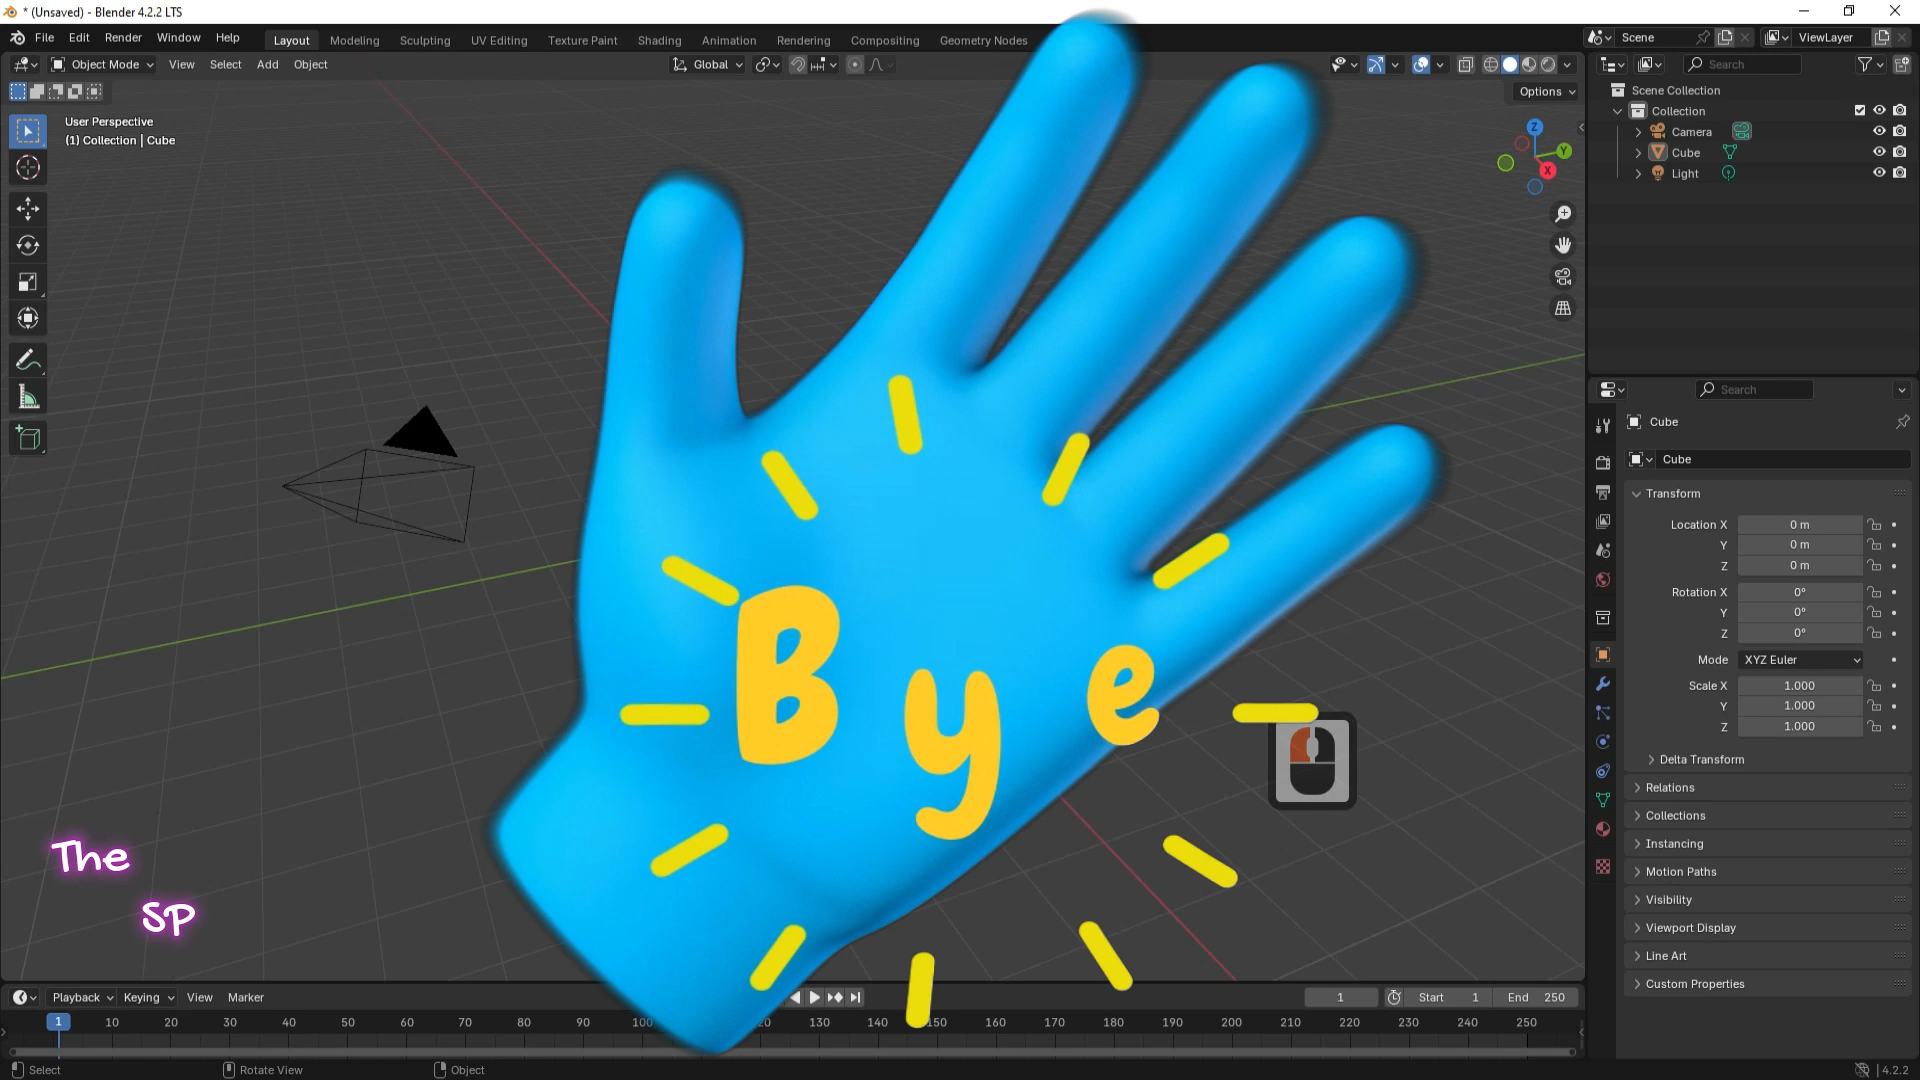 * (Unsaved) - Blender 4.2.2 LTS
File Edit Render Window Help
Layout Modeling Sculpting UV Editing Texture Paint Shading Animation Rendering Compositing Geometry Nodes
Scene
ViewLayer
Object Mode View Select Add Object
Global
Search
Options
User Perspective
(1) Collection | Cube
Z
Y
X
Scene Collection
Collection
Camera
Cube
Light
Search
Cube
Cube
Transform
Location X 0 m
Y 0 m
Z 0 m
Rotation X 0°
Y 0°
Z 0°
Mode XYZ Euler
Scale X 1.000
Y 1.000
Z 1.000
Delta Transform
Relations
Collections
Instancing
Motion Paths
Visibility
Viewport Display
Line Art
Custom Properties
Bye
The
SP
Playback Keying View Marker
1 Start 1 End 250
1 10 20 30 40 50 60 70 80 90 100 20 130 140 150 160 170 180 190 200 210 220 230 240 250
Select Rotate View Object
4.2.2